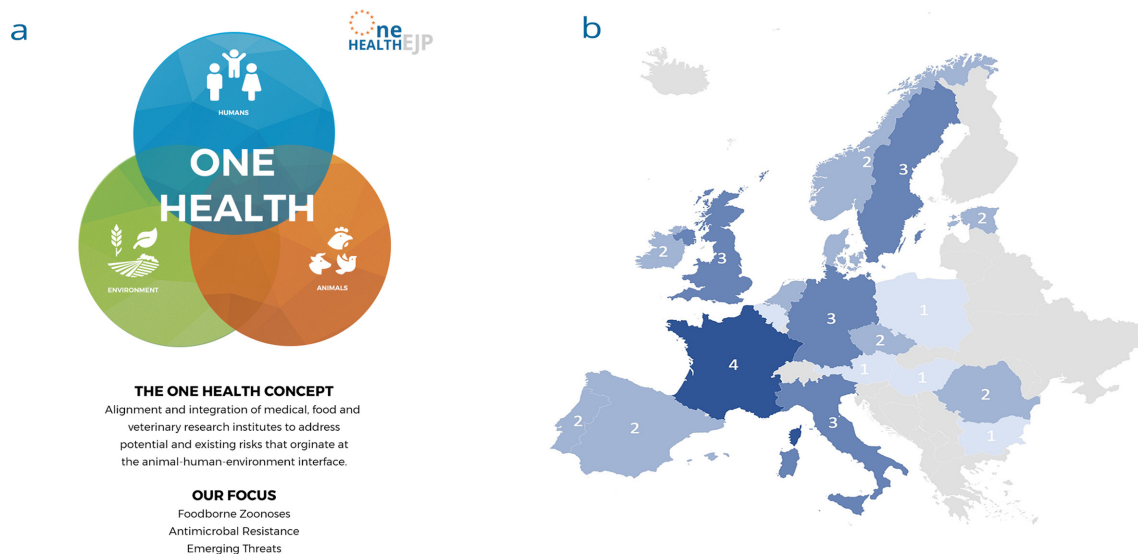 a
One
HEALTHEJP
HUMANS
ONE
HEALTH
ENVIRONMENT
ANIMALS
THE ONE HEALTH CONCEPT
Alignment and integration of medical, food and
veterinary research institutes to address
potential and existing risks that orginate at
the animal-human-environment interface.
OUR FOCUS
Foodborne Zoonoses
Antimicrobial Resistance
Emerging Threats
b
2
3
2
2
3
3
1
2
4
1
1
2
2
2
3
1